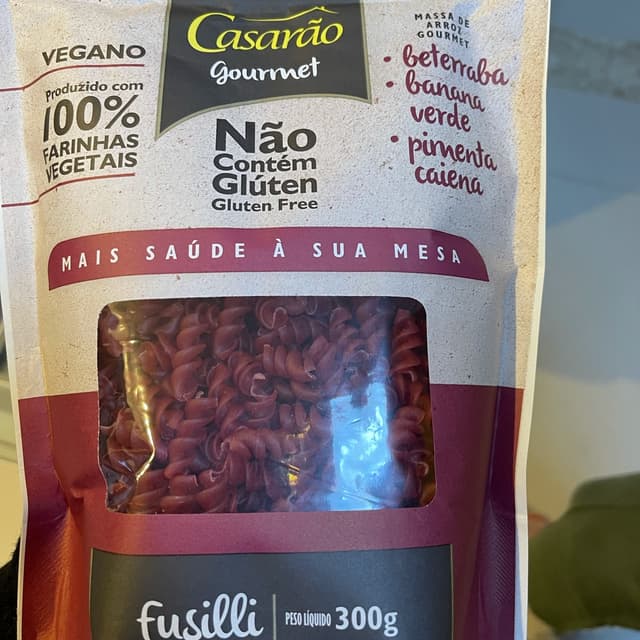 Casarão
gourmet
VEGANO
Produzido com
100%
FARINHAS
VEGETAIS
Não
Contém
Glúten
Gluten Free
MASSA DE
ARROZ
GOURMET
• beterraba
• banana
verde
• pimenta
caiena
MAIS SAÚDE À SUA MESA
fusilli
PESO LÍQUIDO 300g